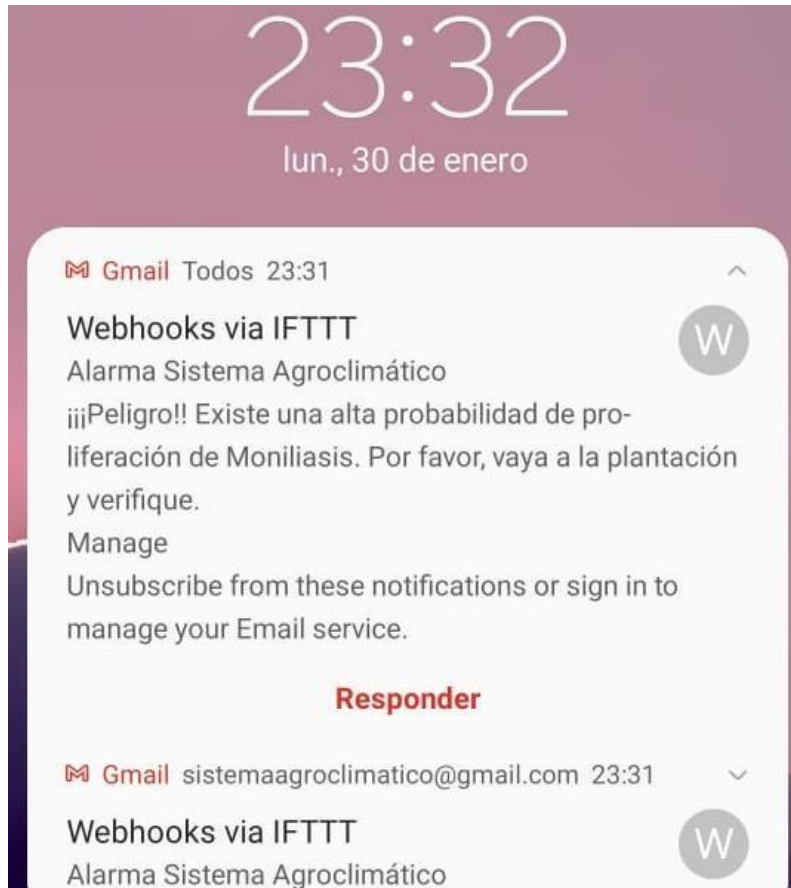 23:32
lun., 30 de enero
Gmail Todos 23:31
Webhooks via IFTTT
W
Alarma Sistema Agroclimático
¡¡¡Peligro!! Existe una alta probabilidad de pro-
liferación de Moniliasis. Por favor, vaya a la plantación
y verifique.
Manage
Unsubscribe from these notifications or sign in to
manage your Email service.
Responder
Gmail sistemaagroclimatico@gmail.com 23:31
Webhooks via IFTTT
W
Alarma Sistema Agroclimático